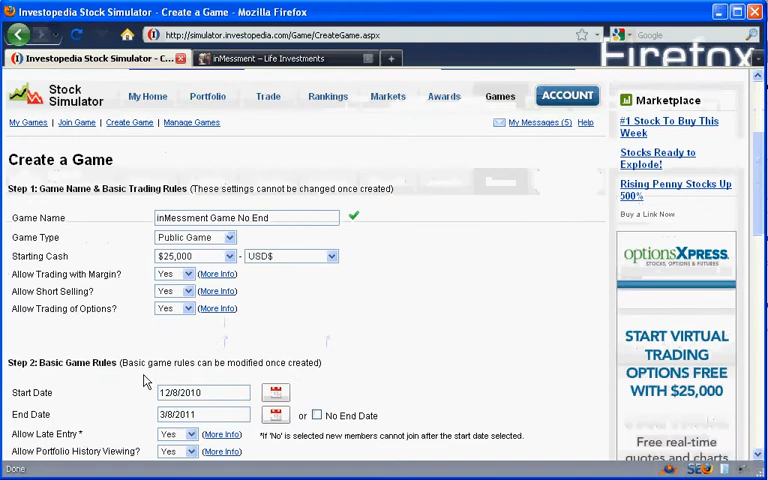 Investopedia Stock Simulator - Create a Game - Mozilla Firefox
http://simulator.investopedia.com/Game/CreateGame.aspx
Google
Firefox
Investopedia Stock Simulator - C...
inMessment – Life Investments
Stock Simulator
My Home
Portfolio
Trade
Rankings
Markets
Awards
Games
ACCOUNT
My Games | Join Game | Create Game | Manage Games
My Messages (5) | Help
Create a Game
Step 1: Game Name & Basic Trading Rules (These settings cannot be changed once created)
Game Name inMessment Game No End
Game Type Public Game
Starting Cash $25,000 - USD$
Allow Trading with Margin? Yes (More Info)
Allow Short Selling? Yes (More Info)
Allow Trading of Options? Yes (More Info)
Step 2: Basic Game Rules (Basic game rules can be modified once created)
Start Date 12/8/2010
End Date 3/8/2011 or No End Date
Allow Late Entry * Yes (More Info) *If 'No' is selected new members cannot join after the start date selected.
Allow Portfolio History Viewing? Yes (More Info)
Marketplace
#1 Stock To Buy This
Week
Stocks Ready to
Explode!
Rising Penny Stocks Up
500%
Buy a Link Now
optionsXpress
STOCKS, OPTIONS & FUTURES
START VIRTUAL
TRADING
OPTIONS FREE
WITH $25,000
Free real-time
quotes and charts
Done